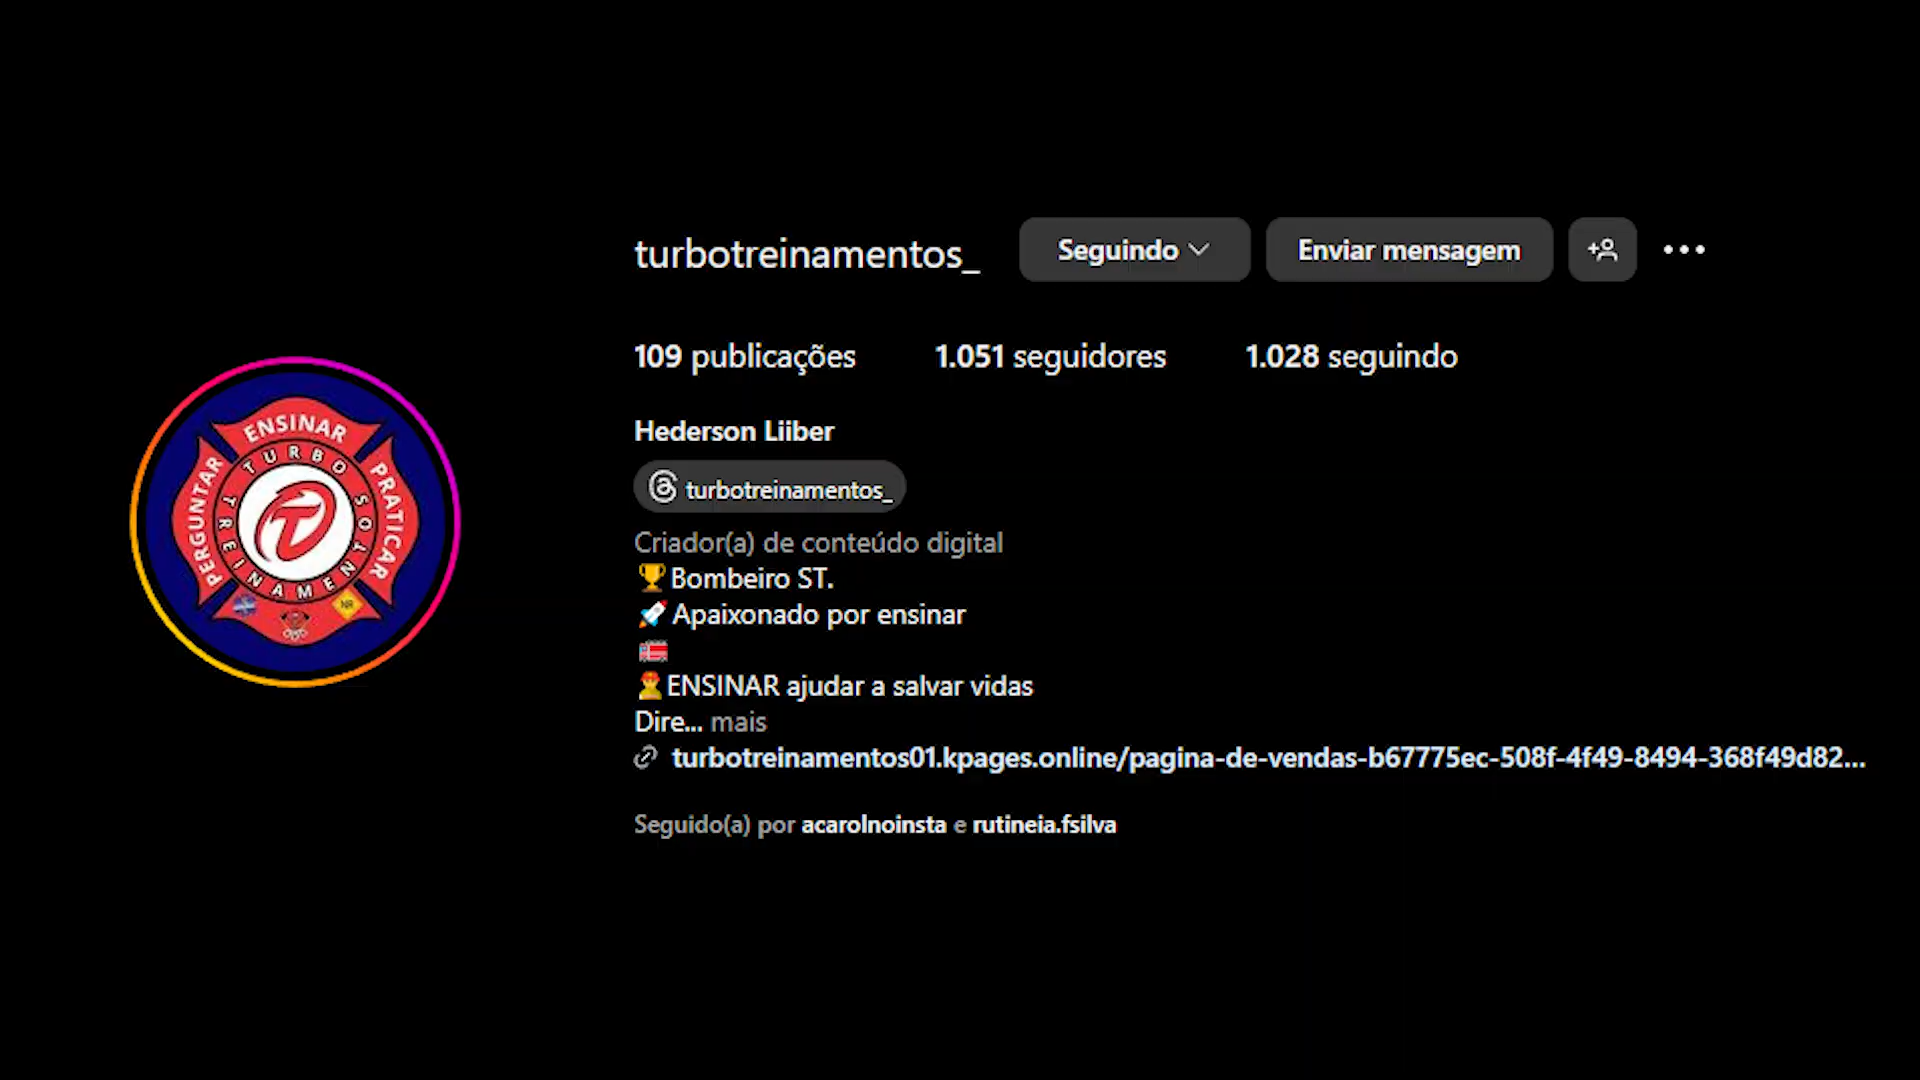 turbotreinamentos_ Seguindo Enviar mensagem
109 publicações 1.051 seguidores 1.028 seguindo
Hederson Liiber
turbotreinamentos_
Criador(a) de conteúdo digital
🏆Bombeiro ST.
🚀Apaixonado por ensinar
ENSINAR ajudar a salvar vidas
Dire... mais
turbotreinamentos01.kpages.online/pagina-de-vendas-b67775ec-508f-4f49-8494-368f49d82...
Seguido(a) por acarolnoinsta e rutineia.fsilva
ENSINAR
PERGUNTAR
PRATICAR
TURBO
TREINAMENTOS
NR